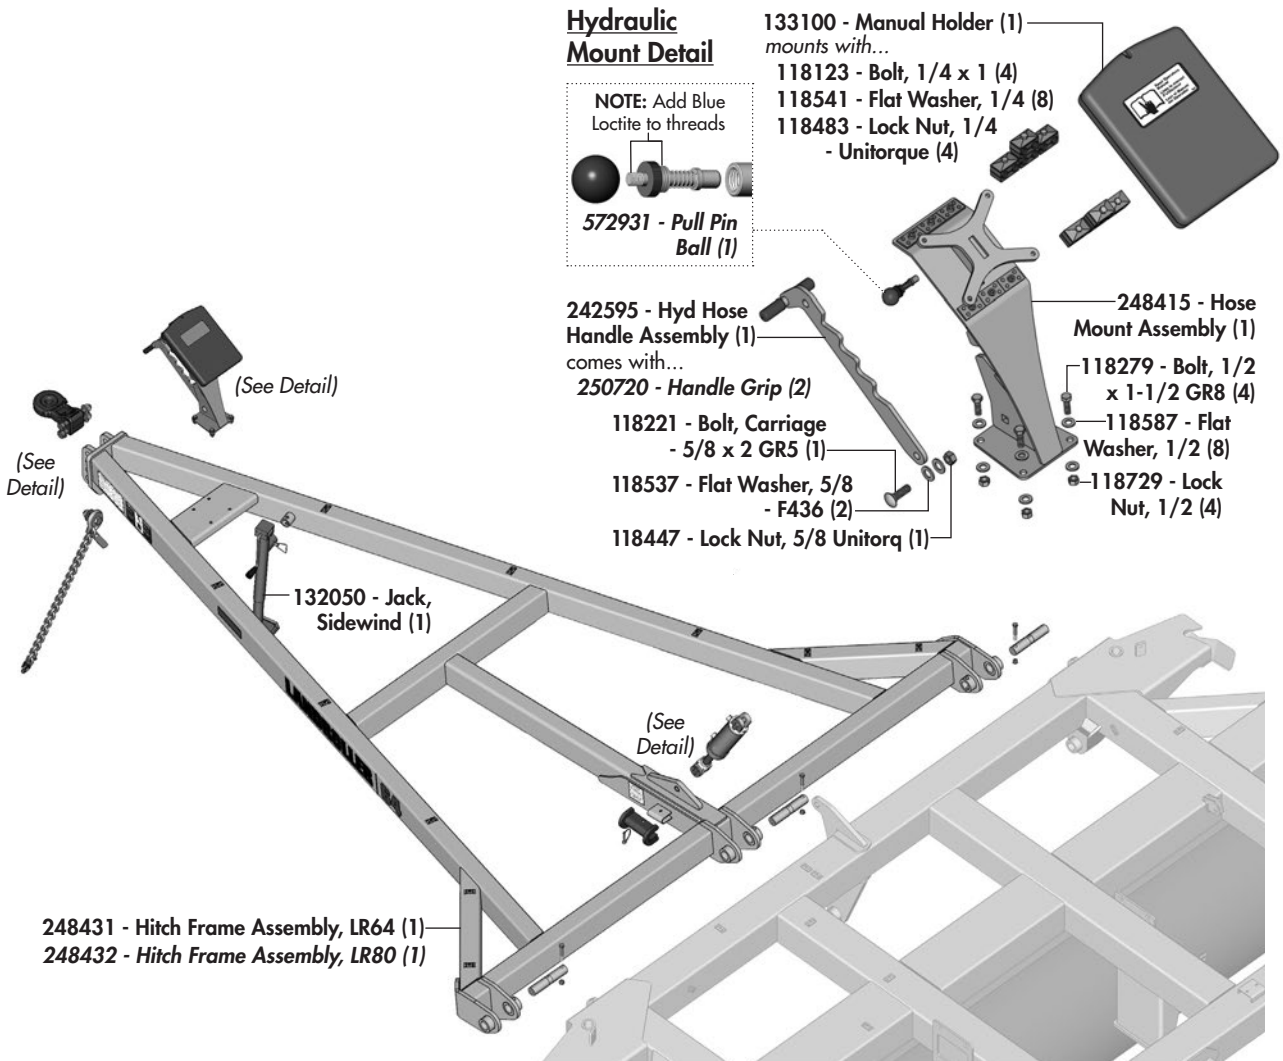 Hydraulic
Mount Detail
NOTE: Add Blue
Loctite to threads
572931 - Pull Pin
Ball (1)
133100 - Manual Holder (1)
mounts with...
118123 - Bolt, 1/4 x 1 (4)
118541 - Flat Washer, 1/4 (8)
118483 - Lock Nut, 1/4
- Unitorque (4)
242595 - Hyd Hose
Handle Assembly (1)
comes with...
250720 - Handle Grip (2)
118221 - Bolt, Carriage
- 5/8 x 2 GR5 (1)
118537 - Flat Washer, 5/8
- F436 (2)
118447 - Lock Nut, 5/8 Unitorq (1)
248415 - Hose
Mount Assembly (1)
118279 - Bolt, 1/2
x 1-1/2 GR8 (4)
118587 - Flat
Washer, 1/2 (8)
118729 - Lock
Nut, 1/2 (4)
(See Detail)
(See
Detail)
132050 - Jack,
Sidewind (1)
(See
Detail)
248431 - Hitch Frame Assembly, LR64 (1)
248432 - Hitch Frame Assembly, LR80 (1)